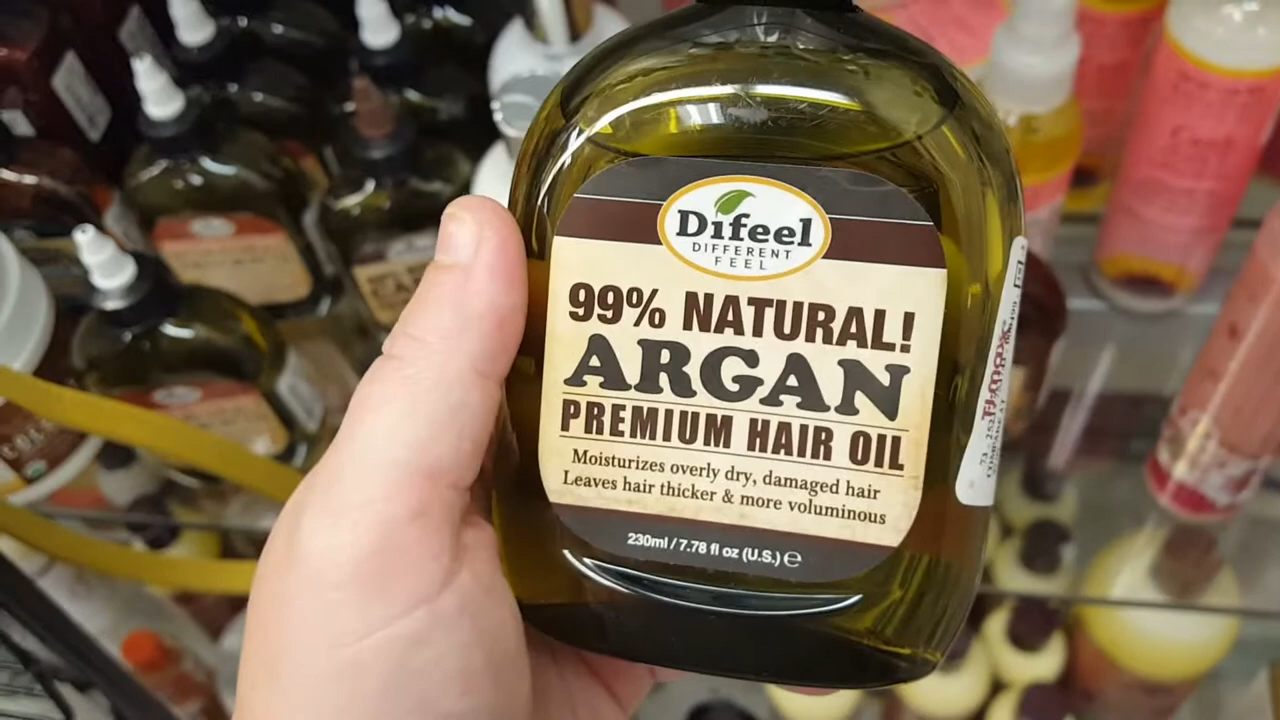 Difeel
DIFFERENT
FEEL
99% NATURAL!
ARGAN
PREMIUM HAIR OIL
Moisturizes overly dry, damaged hair
Leaves hair thicker & more voluminous
230ml / 7.78 fl oz (U.S.) ℮